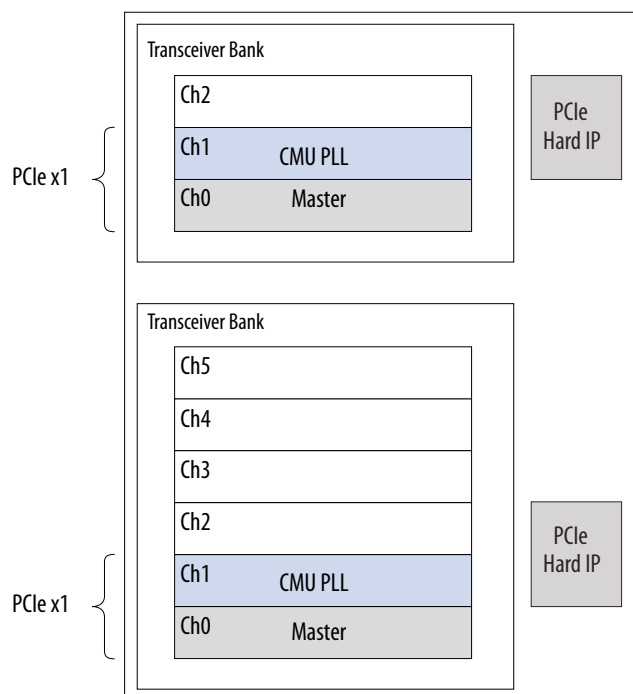 Transceiver Bank
Ch2
PCIe
Hard IP
Ch1 CMU PLL
PCIe x1
Ch0 Master
Transceiver Bank
Ch5
Ch4
Ch3
Ch2
PCIe
Hard IP
Ch1 CMU PLL
PCIe x1
Ch0 Master